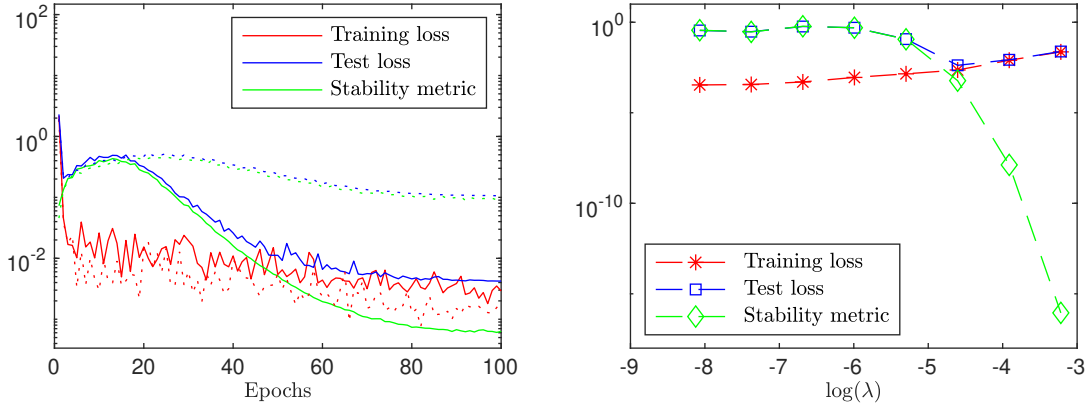 10^2
10^0
10^-2
0
20
40
60
80
100
Epochs
Training loss
Test loss
Stability metric
10^0
10^-10
-9
-8
-7
-6
-5
-4
-3
log(λ)
Training loss
Test loss
Stability metric